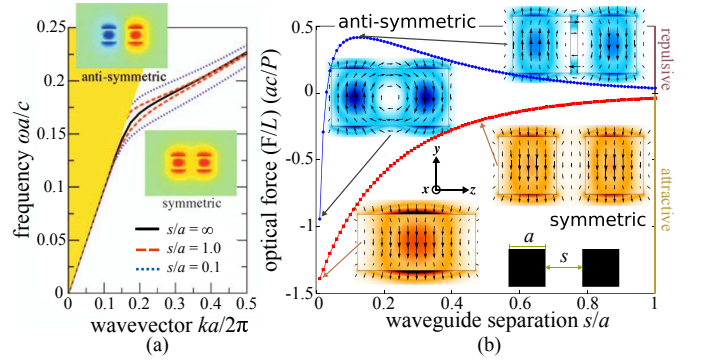 (a)
0.25
0.2
0.15
0.1
0.05
0
frequency ωa/c
anti-symmetric
symmetric
s/a = ∞
s/a = 1.0
s/a = 0.1
0 0.1 0.2 0.3 0.4 0.5
wavevector ka/2π
(a)
(b)
0.5
0
-0.5
-1
-1.5
optical force (F/L) (ac/P)
anti-symmetric
repulsive
attractive
y
x z
symmetric
a
s
0 0.2 0.4 0.6 0.8 1
waveguide separation s/a
(b)